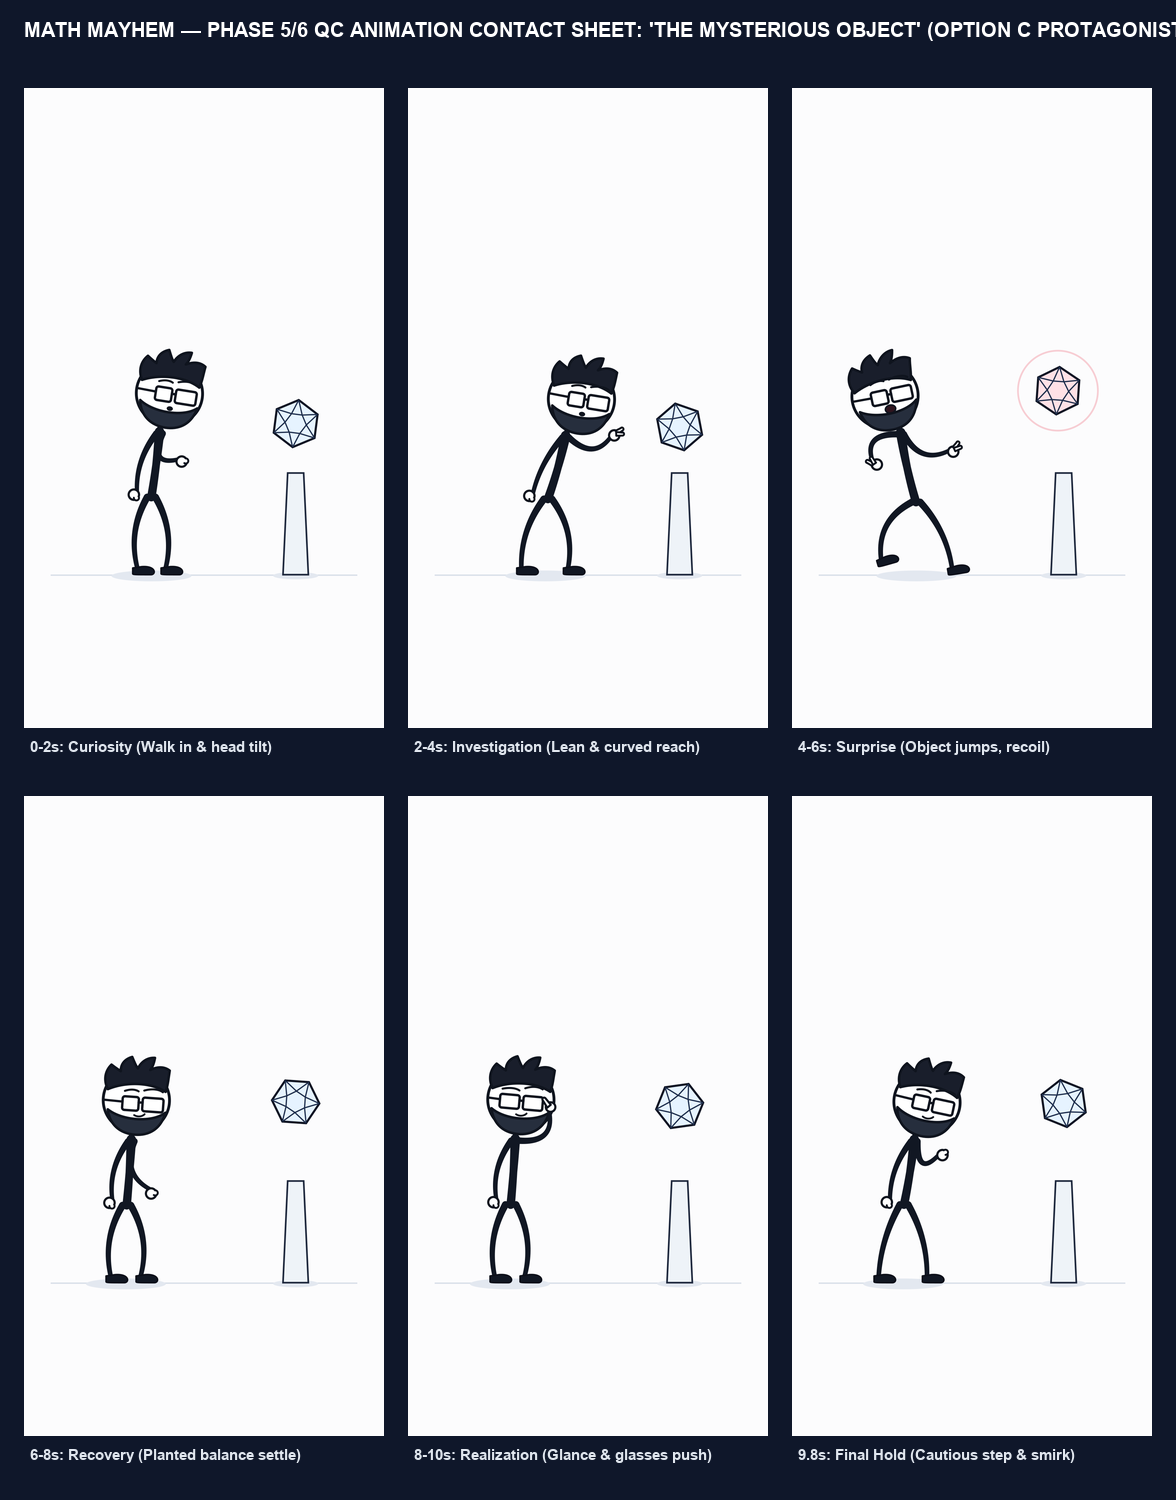 MATH MAYHEM — PHASE 5/6 QC ANIMATION CONTACT SHEET: 'THE MYSTERIOUS OBJECT' (OPTION C PROTAGONIST
0-2s: Curiosity (Walk in & head tilt)
2-4s: Investigation (Lean & curved reach)
4-6s: Surprise (Object jumps, recoil)
6-8s: Recovery (Planted balance settle)
8-10s: Realization (Glance & glasses push)
9.8s: Final Hold (Cautious step & smirk)